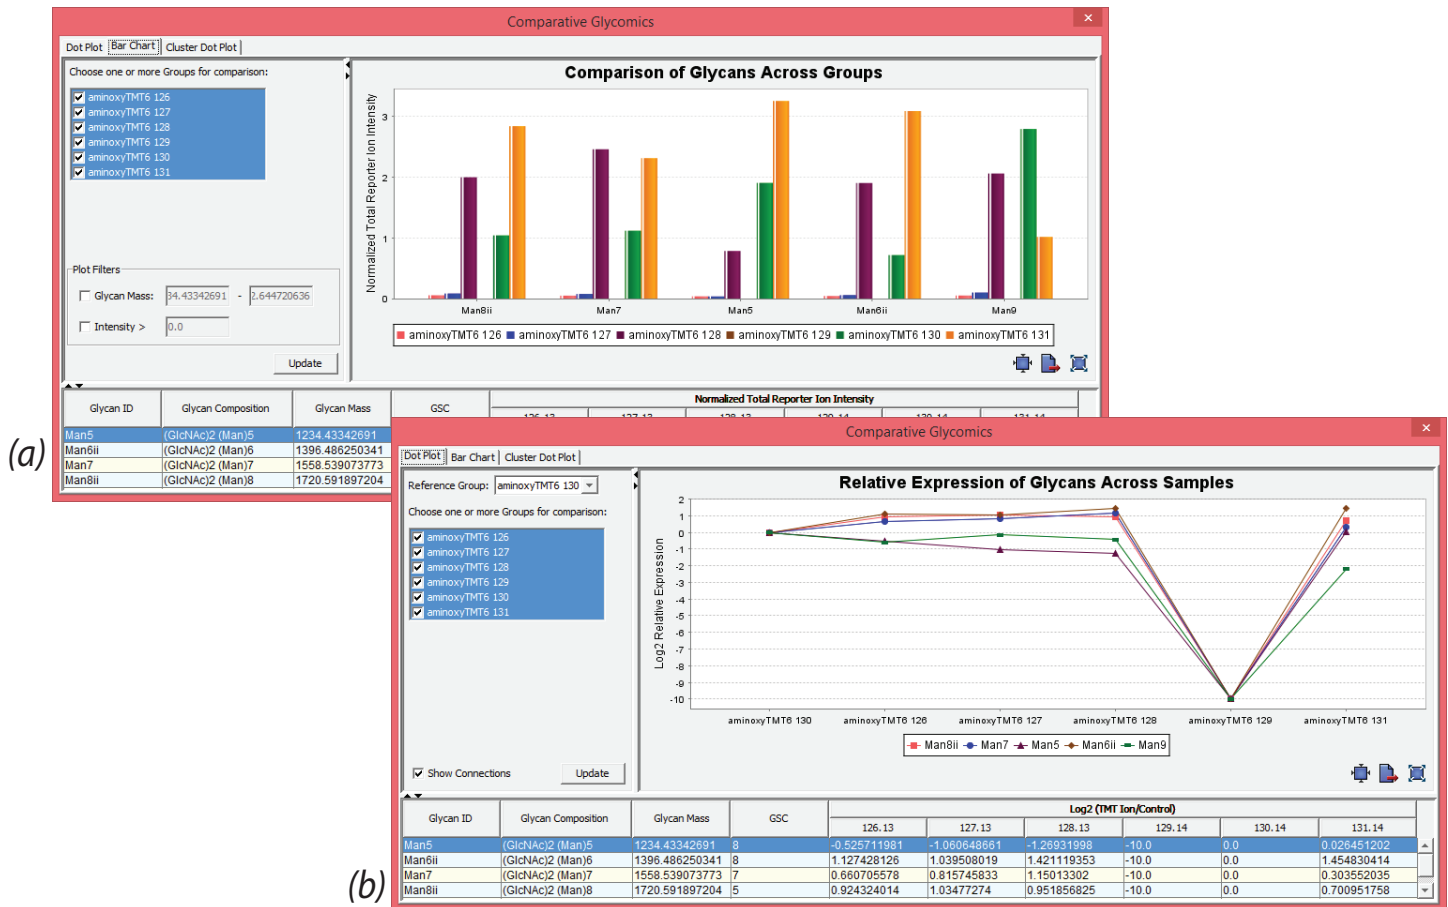 Comparative Glycomics
Dot Plot Bar Chart Cluster Dot Plot
Choose one or more Groups for comparison:
aminoxyTMT6 126
aminoxyTMT6 127
aminoxyTMT6 128
aminoxyTMT6 129
aminoxyTMT6 130
aminoxyTMT6 131
Plot Filters
Glycan Mass: 34.43342691 - 2.644720636
Intensity > 0.0
Update
Comparison of Glycans Across Groups
Normalized Total Reporter Ion Intensity
3
2
1
0
Man8ii Man7 Man5 Man6ii Man9
aminoxyTMT6 126 aminoxyTMT6 127 aminoxyTMT6 128 aminoxyTMT6 129 aminoxyTMT6 130 aminoxyTMT6 131
Glycan ID Glycan Composition Glycan Mass GSC Normalized Total Reporter Ion Intensity
126.13 127.13 128.13 129.14 130.14 131.14
Man5 (GlcNAc)2 (Man)5 1234.43342691
Man6ii (GlcNAc)2 (Man)6 1396.486250341
Man7 (GlcNAc)2 (Man)7 1558.539073773
Man8ii (GlcNAc)2 (Man)8 1720.591897204
(a)
Comparative Glycomics
Dot Plot Bar Chart Cluster Dot Plot
Reference Group: aminoxyTMT6 130
Choose one or more Groups for comparison:
aminoxyTMT6 126
aminoxyTMT6 127
aminoxyTMT6 128
aminoxyTMT6 129
aminoxyTMT6 130
aminoxyTMT6 131
Show Connections Update
Relative Expression of Glycans Across Samples
Log2 Relative Expression
2
1
0
-1
-2
-3
-4
-5
-6
-7
-8
-9
-10
aminoxyTMT6 130 aminoxyTMT6 126 aminoxyTMT6 127 aminoxyTMT6 128 aminoxyTMT6 129 aminoxyTMT6 131
Man8ii Man7 Man5 Man6ii Man9
Glycan ID Glycan Composition Glycan Mass GSC Log2 (TMT Ion/Control)
126.13 127.13 128.13 129.14 130.14 131.14
Man5 (GlcNAc)2 (Man)5 1234.43342691 8 -0.525711981 -1.060648661 -1.26931998 -10.0 0.0 0.026451202
Man6ii (GlcNAc)2 (Man)6 1396.486250341 8 1.127428126 1.039508019 1.421119353 -10.0 0.0 1.454830414
Man7 (GlcNAc)2 (Man)7 1558.539073773 7 0.660705578 0.815745833 1.15013302 -10.0 0.0 0.303552035
Man8ii (GlcNAc)2 (Man)8 1720.591897204 5 0.924324014 1.03477274 0.951856825 -10.0 0.0 0.700951758
(b)